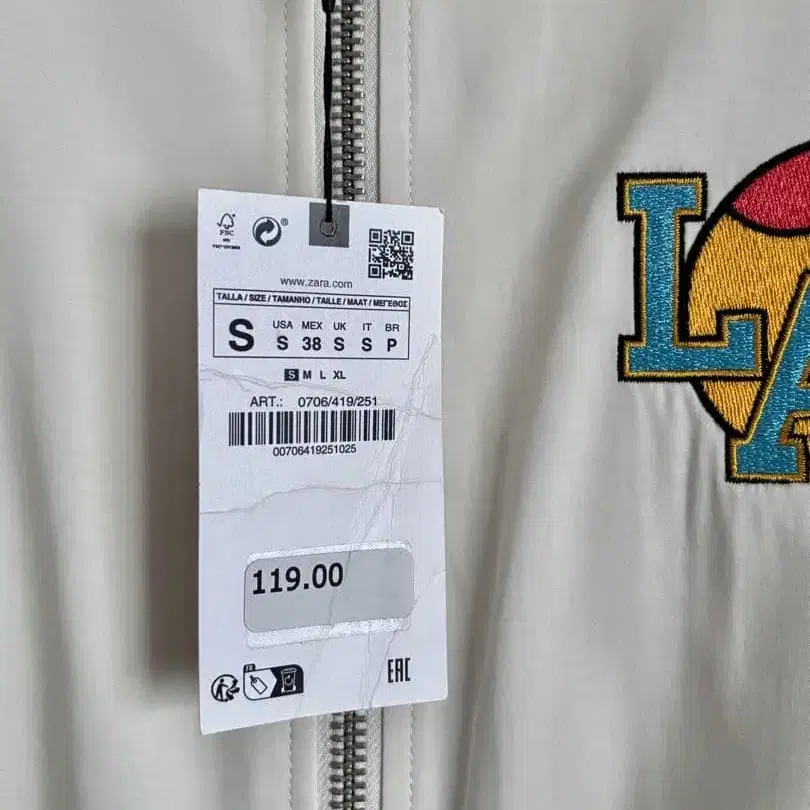 FSC
®
www.zara.com
TALLA / SIZE / TAMANHO / TAILLE / MAAT / ΜΕΓΕΘΟΣ
S
USA MEX UK IT BR
S 38 S S P
S M L XL
ART.: 0706/419/251
00706419251025
119.00
FR
EAC
LA